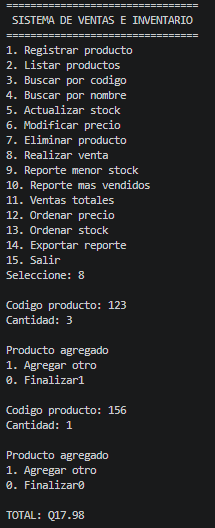 ================================
SISTEMA DE VENTAS E INVENTARIO
================================
1. Registrar producto
2. Listar productos
3. Buscar por codigo
4. Buscar por nombre
5. Actualizar stock
6. Modificar precio
7. Eliminar producto
8. Realizar venta
9. Reporte menor stock
10. Reporte mas vendidos
11. Ventas totales
12. Ordenar precio
13. Ordenar stock
14. Exportar reporte
15. Salir
Seleccione: 8
Codigo producto: 123
Cantidad: 3
Producto agregado
1. Agregar otro
0. Finalizar1
Codigo producto: 156
Cantidad: 1
Producto agregado
1. Agregar otro
0. Finalizar0
TOTAL: Q17.98